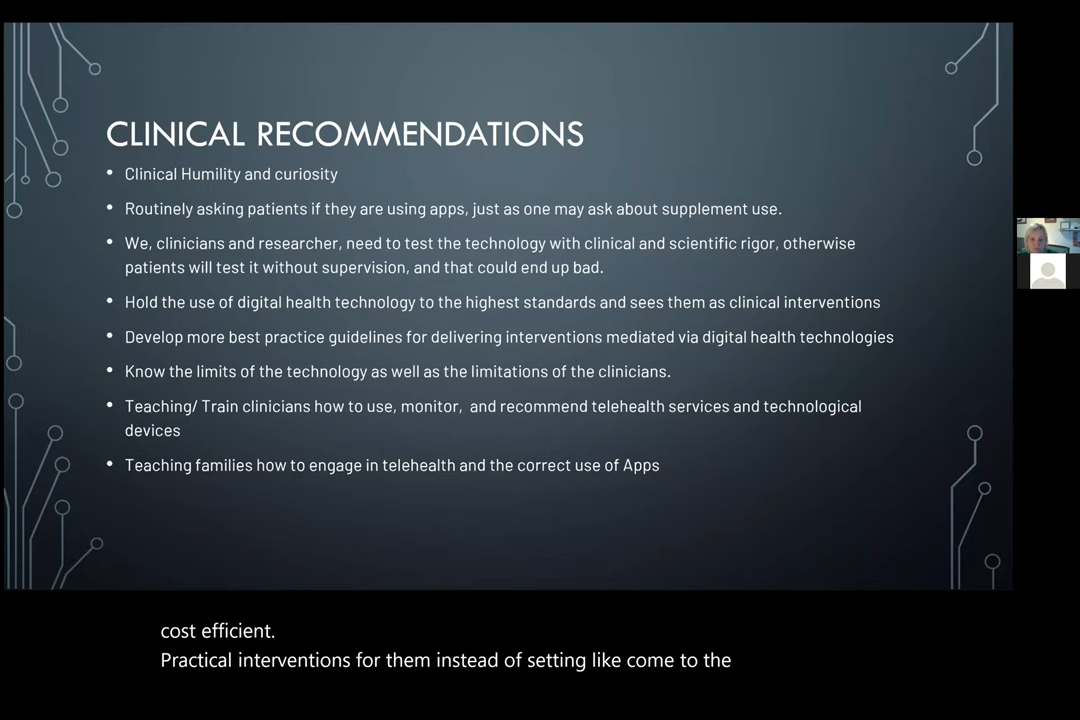 CLINICAL RECOMMENDATIONS
• Clinical Humility and curiosity
• Routinely asking patients if they are using apps, just as one may ask about supplement use.
• We, clinicians and researcher, need to test the technology with clinical and scientific rigor, otherwise
patients will test it without supervision, and that could end up bad.
• Hold the use of digital health technology to the highest standards and sees them as clinical interventions
• Develop more best practice guidelines for delivering interventions mediated via digital health technologies
• Know the limits of the technology as well as the limitations of the clinicians.
• Teaching/ Train clinicians how to use, monitor,  and recommend telehealth services and technological
devices
• Teaching families how to engage in telehealth and the correct use of Apps
cost efficient.
Practical interventions for them instead of setting like come to the